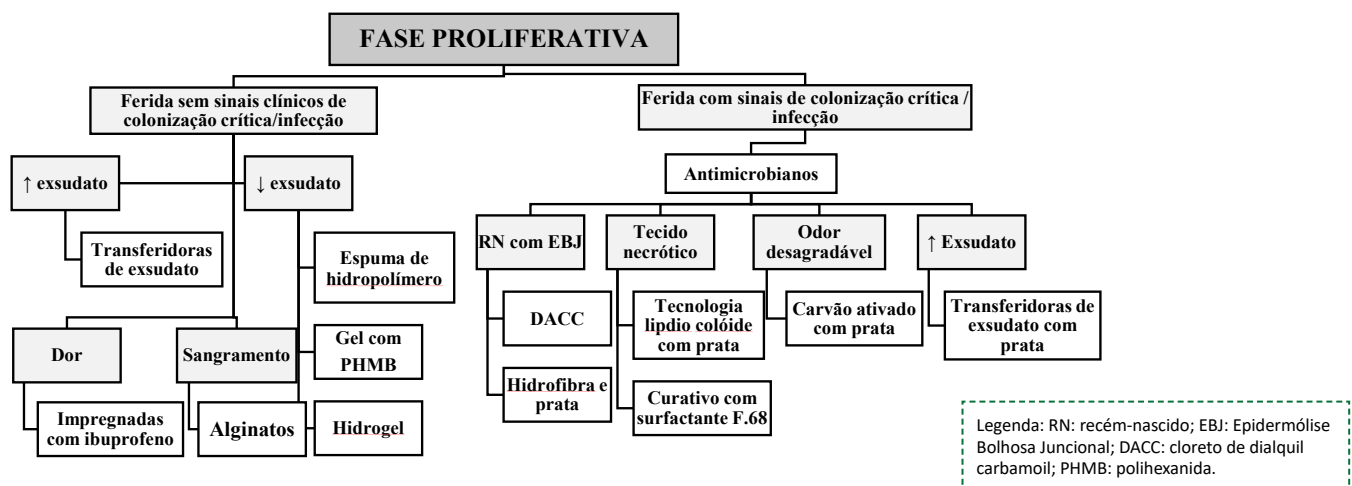 FASE PROLIFERATIVA
Ferida sem sinais clínicos de
colonização crítica/infecção
↑ exsudato
↓ exsudato
Transferidoras
de exsudato
Espuma de
hidropolímero
Gel com
PHMB
Hidrogel
Dor
Impregnadas
com ibuprofeno
Sangramento
Alginatos
Ferida com sinais de colonização crítica /
infecção
Antimicrobianos
RN com EBJ
DACC
Hidrofibra e
prata
Tecido
necrótico
Tecnologia
lipdio colóide
com prata
Curativo com
surfactante F.68
Odor
desagradável
Carvão ativado
com prata
↑ Exsudato
Transferidoras de
exsudato com
prata
Legenda: RN: recém-nascido; EBJ: Epidermólise
Bolhosa Juncional; DACC: cloreto de dialquil
carbamoil; PHMB: polihexanida.